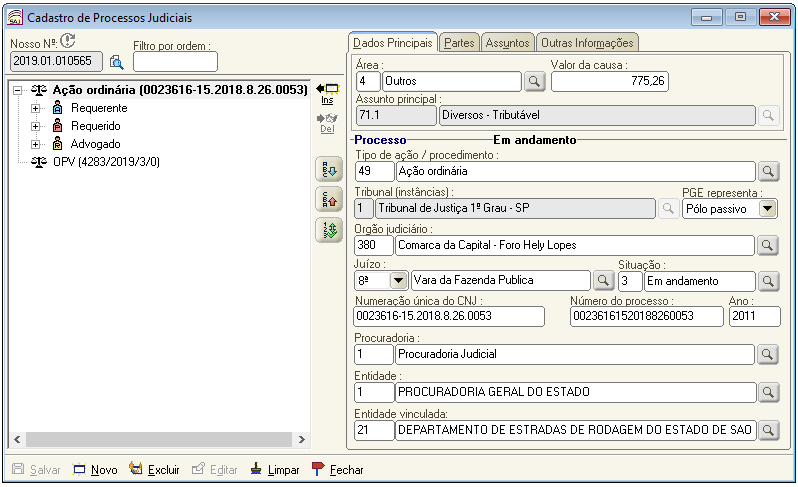 Cadastro de Processos Judiciais
Nosso Nº:
2019.01.010565
Filtro por ordem :
Ação ordinária (0023616-15.2018.8.26.0053)
Requerente
Requerido
Advogado
OPV (4283/2019/3/0)
Ins
Del
Dados Principais
Partes
Assuntos
Outras Informações
Área :
Valor da causa :
4
Outros
775,26
Assunto principal :
71.1
Diversos - Tributável
Processo
Em andamento
Tipo de ação / procedimento :
49
Ação ordinária
Tribunal (instâncias) :
PGE representa :
1
Tribunal de Justiça 1ª Grau - SP
Pólo passivo
Orgão judiciário :
380
Comarca da Capital - Foro Hely Lopes
Juízo :
Situação :
8ª
Vara da Fazenda Publica
3
Em andamento
Numeração única do CNJ :
Número do processo :
Ano :
0023616-15.2018.8.26.0053
00236161520188260053
2011
Procuradoria :
1
Procuradoria Judicial
Entidade :
1
PROCURADORIA GERAL DO ESTADO
Entidade vinculada:
21
DEPARTAMENTO DE ESTRADAS DE RODAGEM DO ESTADO DE SAO
Salvar
Novo
Excluir
Editar
Limpar
Fechar